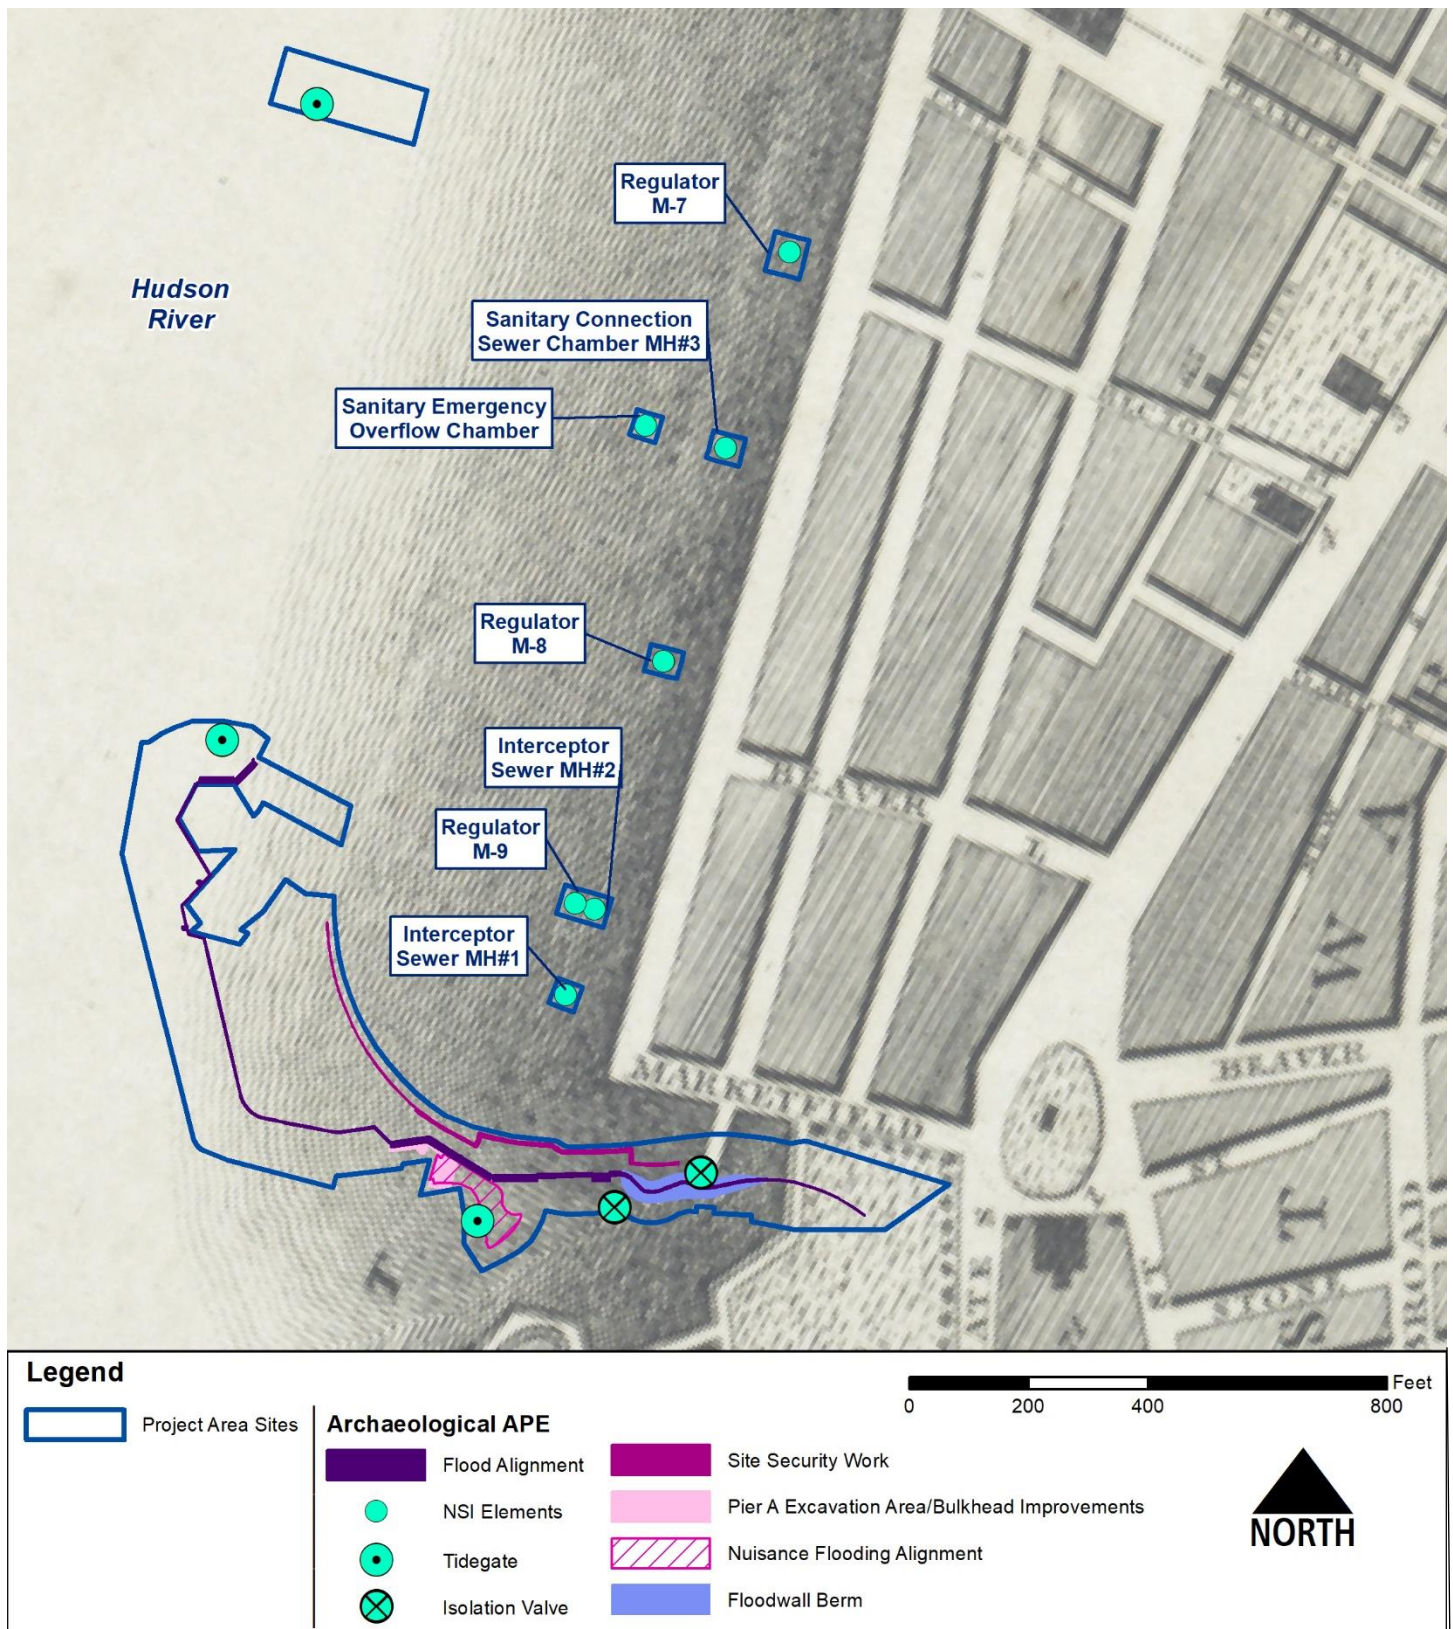 Regulator
M-7
Hudson
River
Sanitary Connection
Sewer Chamber MH#3
Sanitary Emergency
Overflow Chamber
Regulator
M-8
Interceptor
Sewer MH#2
BEAVER
Regulator
M-9
Interceptor
Sewer MH#1
MARKETFIELD
BEAVER
W A
S T
STONE
BROAD
Legend
Project Area Sites
Archaeological APE
Flood Alignment
NSI Elements
Tidegate
Isolation Valve
Site Security Work
Pier A Excavation Area/Bulkhead Improvements
Nuisance Flooding Alignment
Floodwall Berm
Feet
0 200 400 800
NORTH